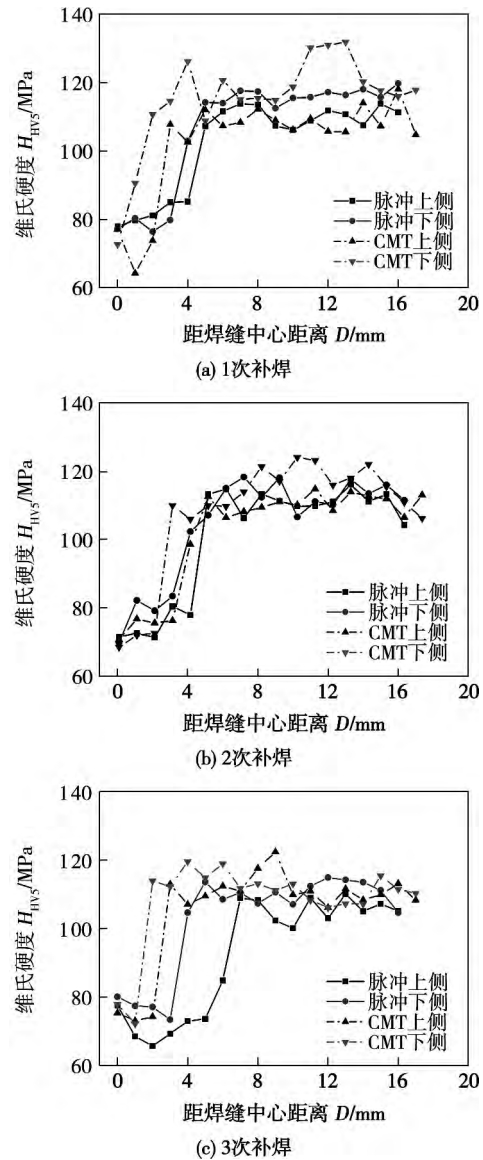 140
120
100
80
60
维氏硬度 H_HV5/MPa
脉冲上侧
脉冲下侧
CMT上侧
CMT下侧
0 4 8 12 16 20
距焊缝中心距离 D/mm
(a) 1次补焊
140
120
100
80
60
维氏硬度 H_HV5/MPa
脉冲上侧
脉冲下侧
CMT上侧
CMT下侧
0 4 8 12 16 20
距焊缝中心距离 D/mm
(b) 2次补焊
140
120
100
80
60
维氏硬度 H_HV5/MPa
脉冲上侧
脉冲下侧
CMT上侧
CMT下侧
0 4 8 12 16 20
距焊缝中心距离 D/mm
(c) 3次补焊